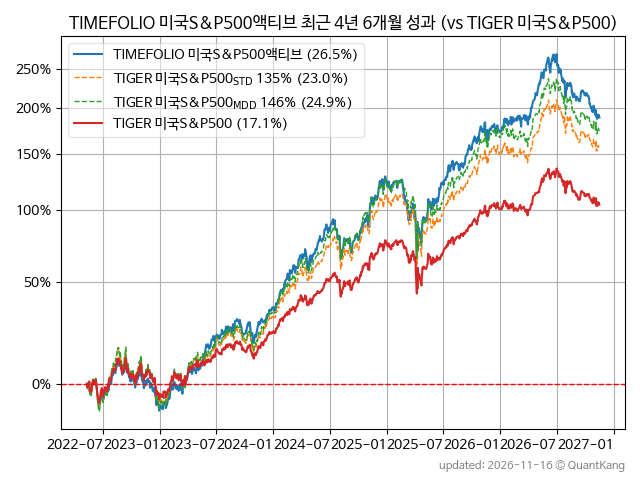 TIMEFOLIO 미국S&P500액티브 최근 4년 6개월 성과 (vs TIGER 미국S&P500)
TIMEFOLIO 미국S&P500액티브 (26.5%)
TIGER 미국S&P500STD 135% (23.0%)
TIGER 미국S&P500MDD 146% (24.9%)
TIGER 미국S&P500 (17.1%)
250%
200%
150%
100%
50%
0%
2022-07 2023-01 2023-07 2024-01 2024-07 2025-01 2025-07 2026-01 2026-07 2027-01
updated: 2026-11-16 © QuantKang